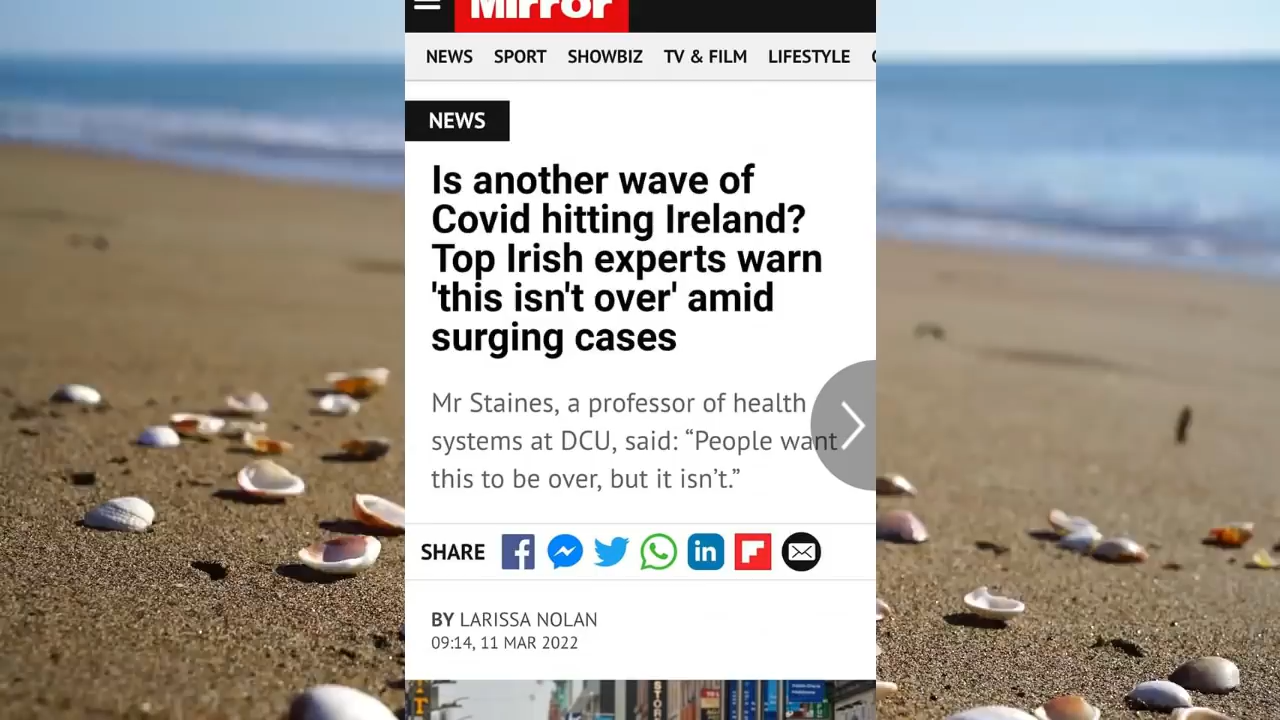 Mirror
NEWS SPORT SHOWBIZ TV & FILM LIFESTYLE
NEWS
Is another wave of
Covid hitting Ireland?
Top Irish experts warn
'this isn't over' amid
surging cases
Mr Staines, a professor of health
systems at DCU, said: “People want
this to be over, but it isn’t.”
SHARE
BY LARISSA NOLAN
09:14, 11 MAR 2022